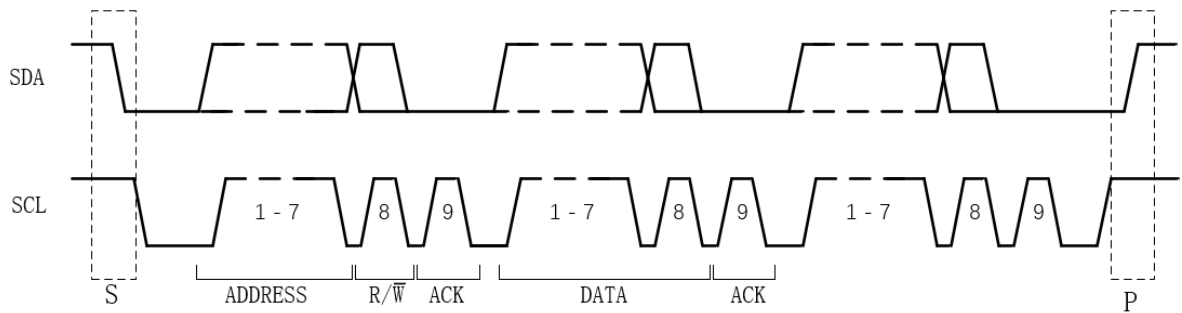 SDA
SCL
1-7 8 9 1-7 8 9 1-7 8 9
S ADDRESS R/W̅ ACK DATA ACK P